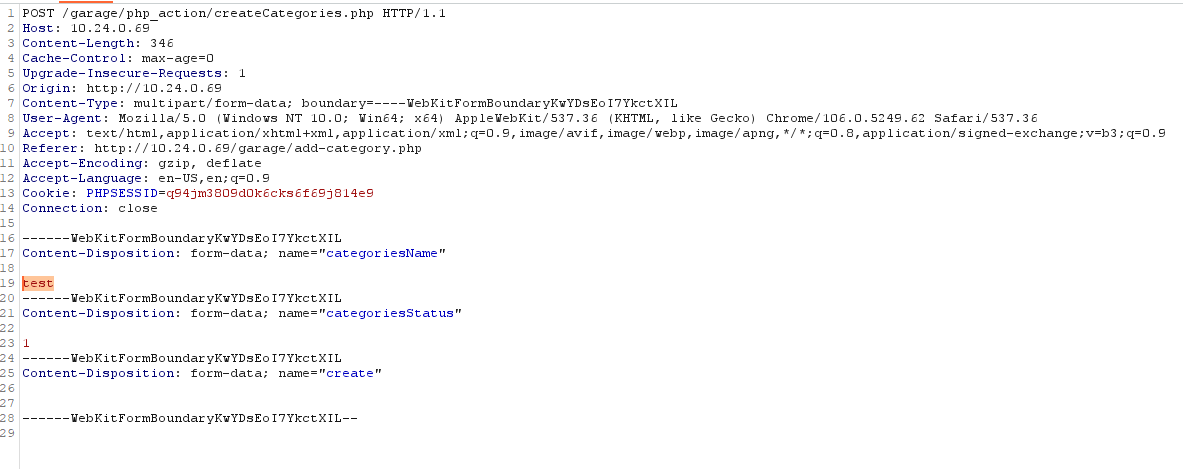 1 POST /garage/php_action/createCategories.php HTTP/1.1
2 Host: 10.24.0.69
3 Content-Length: 346
4 Cache-Control: max-age=0
5 Upgrade-Insecure-Requests: 1
6 Origin: http://10.24.0.69
7 Content-Type: multipart/form-data; boundary=----WebKitFormBoundaryKwYDsEoI7YkctXIL
8 User-Agent: Mozilla/5.0 (Windows NT 10.0; Win64; x64) AppleWebKit/537.36 (KHTML, like Gecko) Chrome/106.0.5249.62 Safari/537.36
9 Accept: text/html,application/xhtml+xml,application/xml;q=0.9,image/avif,image/webp,image/apng,*/*;q=0.8,application/signed-exchange;v=b3;q=0.9
10 Referer: http://10.24.0.69/garage/add-category.php
11 Accept-Encoding: gzip, deflate
12 Accept-Language: en-US,en;q=0.9
13 Cookie: PHPSESSID=q94jm3809d0k6cks6f69j814e9
14 Connection: close
15
16 ------WebKitFormBoundaryKwYDsEoI7YkctXIL
17 Content-Disposition: form-data; name="categoriesName"
18
19 test
20 ------WebKitFormBoundaryKwYDsEoI7YkctXIL
21 Content-Disposition: form-data; name="categoriesStatus"
22
23 1
24 ------WebKitFormBoundaryKwYDsEoI7YkctXIL
25 Content-Disposition: form-data; name="create"
26
27
28 ------WebKitFormBoundaryKwYDsEoI7YkctXIL--
29